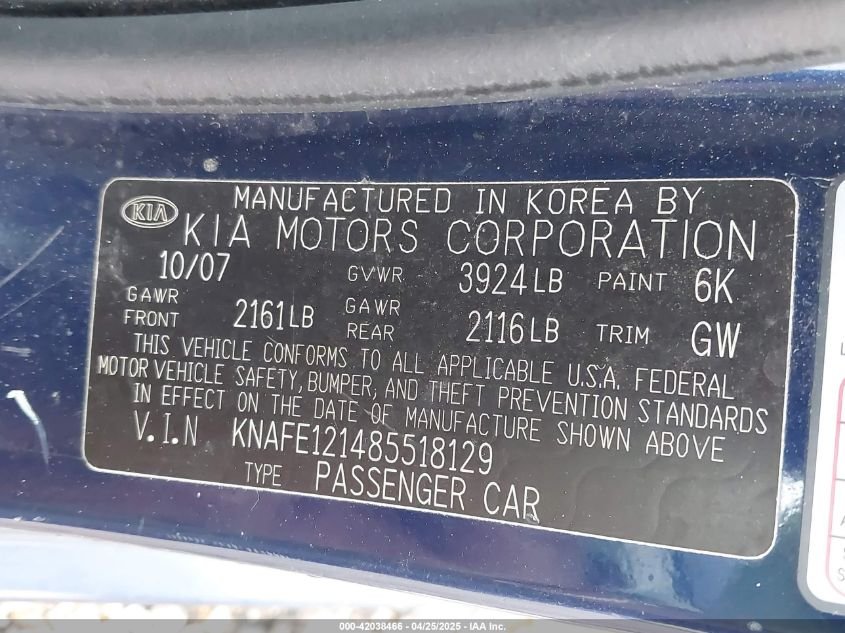 MANUFACTURED IN KOREA BY
KIA
KIA MOTORS CORPORATION
10/07 GVWR 3924LB PAINT 6K
GAWR FRONT 2161LB GAWR REAR 2116LB TRIM GW
THIS VEHICLE CONFORMS TO ALL APPLICABLE U.S.A. FEDERAL
MOTOR VEHICLE SAFETY, BUMPER, AND THEFT PREVENTION STANDARDS
IN EFFECT ON THE DATE OF MANUFACTURE SHOWN ABOVE
V.I.N KNAFE121485518129
TYPE PASSENGER CAR
000-42038466 - 04/25/2025 - IAA Inc.